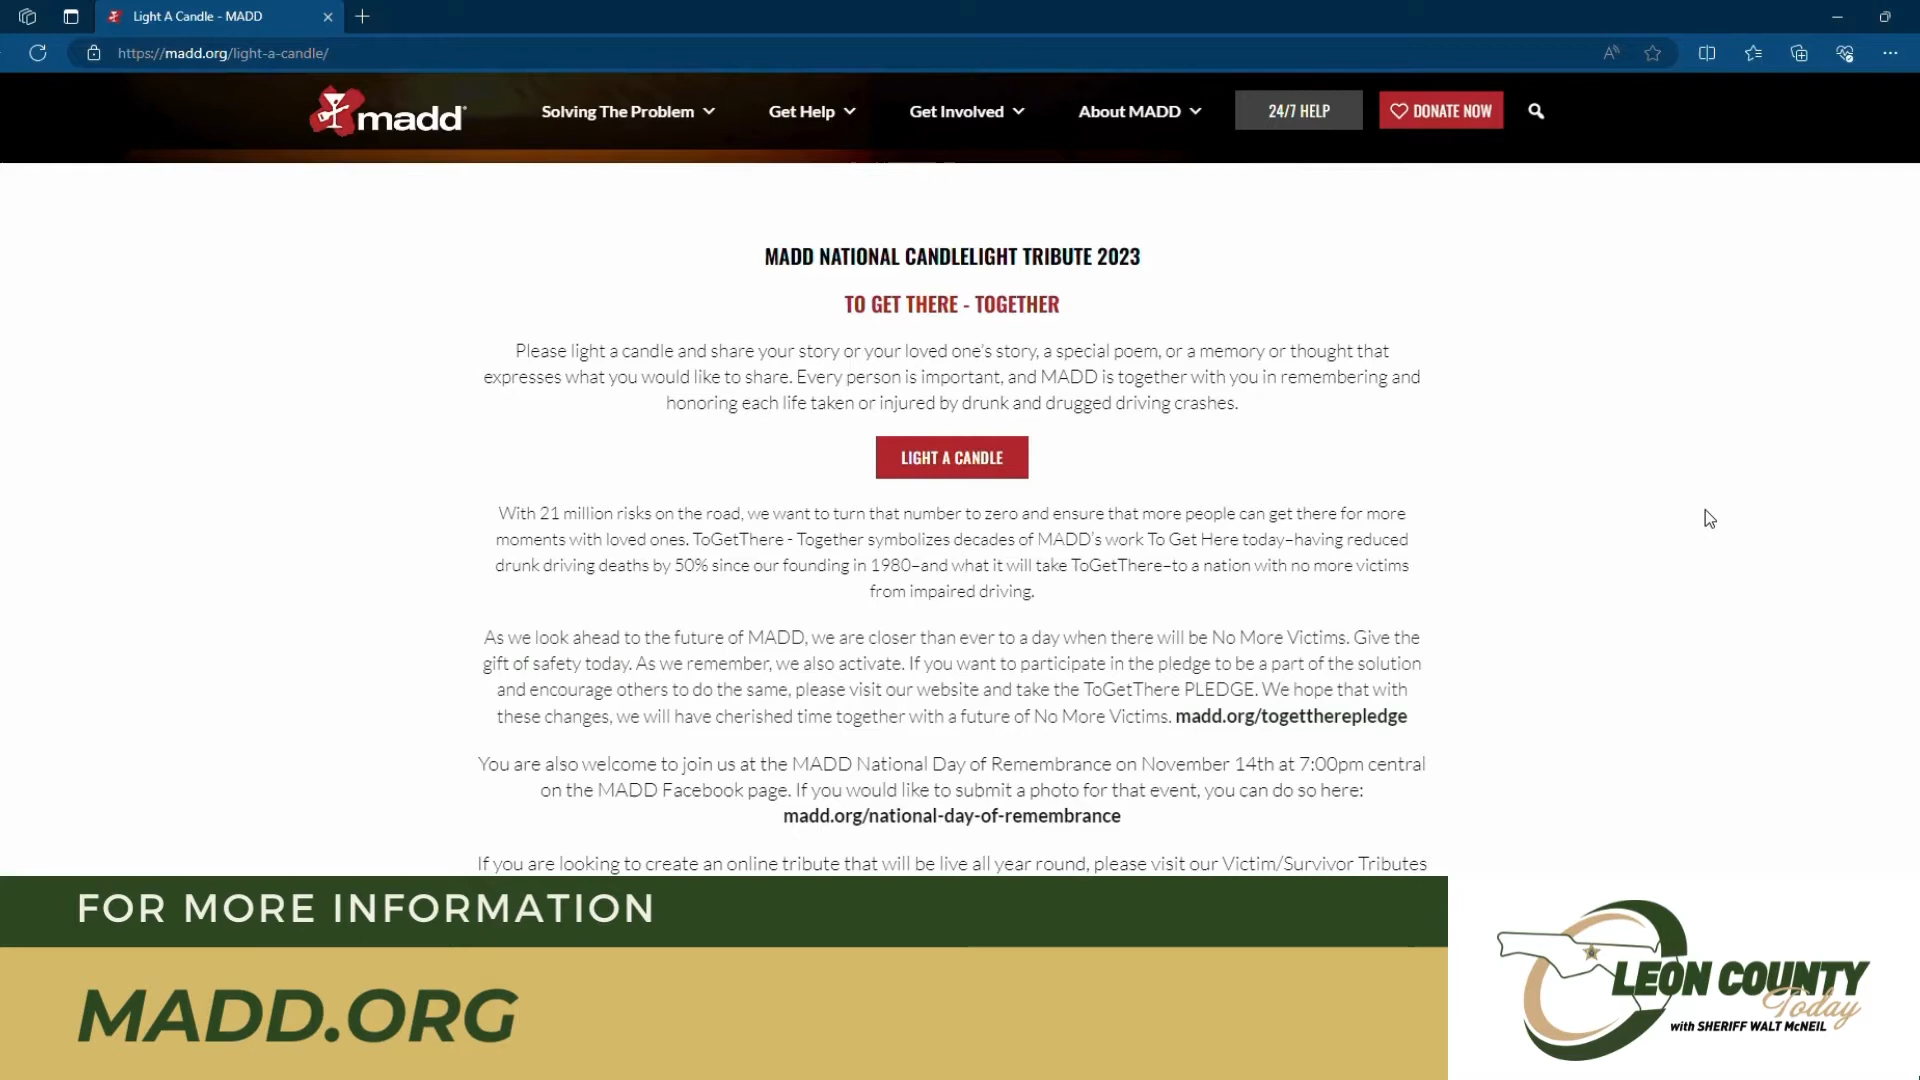 Light A Candle - MADD
https://madd.org/light-a-candle/
madd
Solving The Problem
Get Help
Get Involved
About MADD
24/7 HELP
DONATE NOW
MADD NATIONAL CANDLELIGHT TRIBUTE 2023
TO GET THERE - TOGETHER
Please light a candle and share your story or your loved one's story, a special poem, or a memory or thought that
expresses what you would like to share. Every person is important, and MADD is together with you in remembering and
honoring each life taken or injured by drunk and drugged driving crashes.
LIGHT A CANDLE
With 21 million risks on the road, we want to turn that number to zero and ensure that more people can get there for more
moments with loved ones. ToGetThere - Together symbolizes decades of MADD's work To Get Here today–having reduced
drunk driving deaths by 50% since our founding in 1980–and what it will take ToGetThere–to a nation with no more victims
from impaired driving.
As we look ahead to the future of MADD, we are closer than ever to a day when there will be No More Victims. Give the
gift of safety today. As we remember, we also activate. If you want to participate in the pledge to be a part of the solution
and encourage others to do the same, please visit our website and take the ToGetThere PLEDGE. We hope that with
these changes, we will have cherished time together with a future of No More Victims. madd.org/togettherepledge
You are also welcome to join us at the MADD National Day of Remembrance on November 14th at 7:00pm central
on the MADD Facebook page. If you would like to submit a photo for that event, you can do so here:
madd.org/national-day-of-remembrance
If you are looking to create an online tribute that will be live all year round, please visit our Victim/Survivor Tributes
FOR MORE INFORMATION
MADD.ORG
LEON COUNTY
Today
with SHERIFF WALT McNEIL